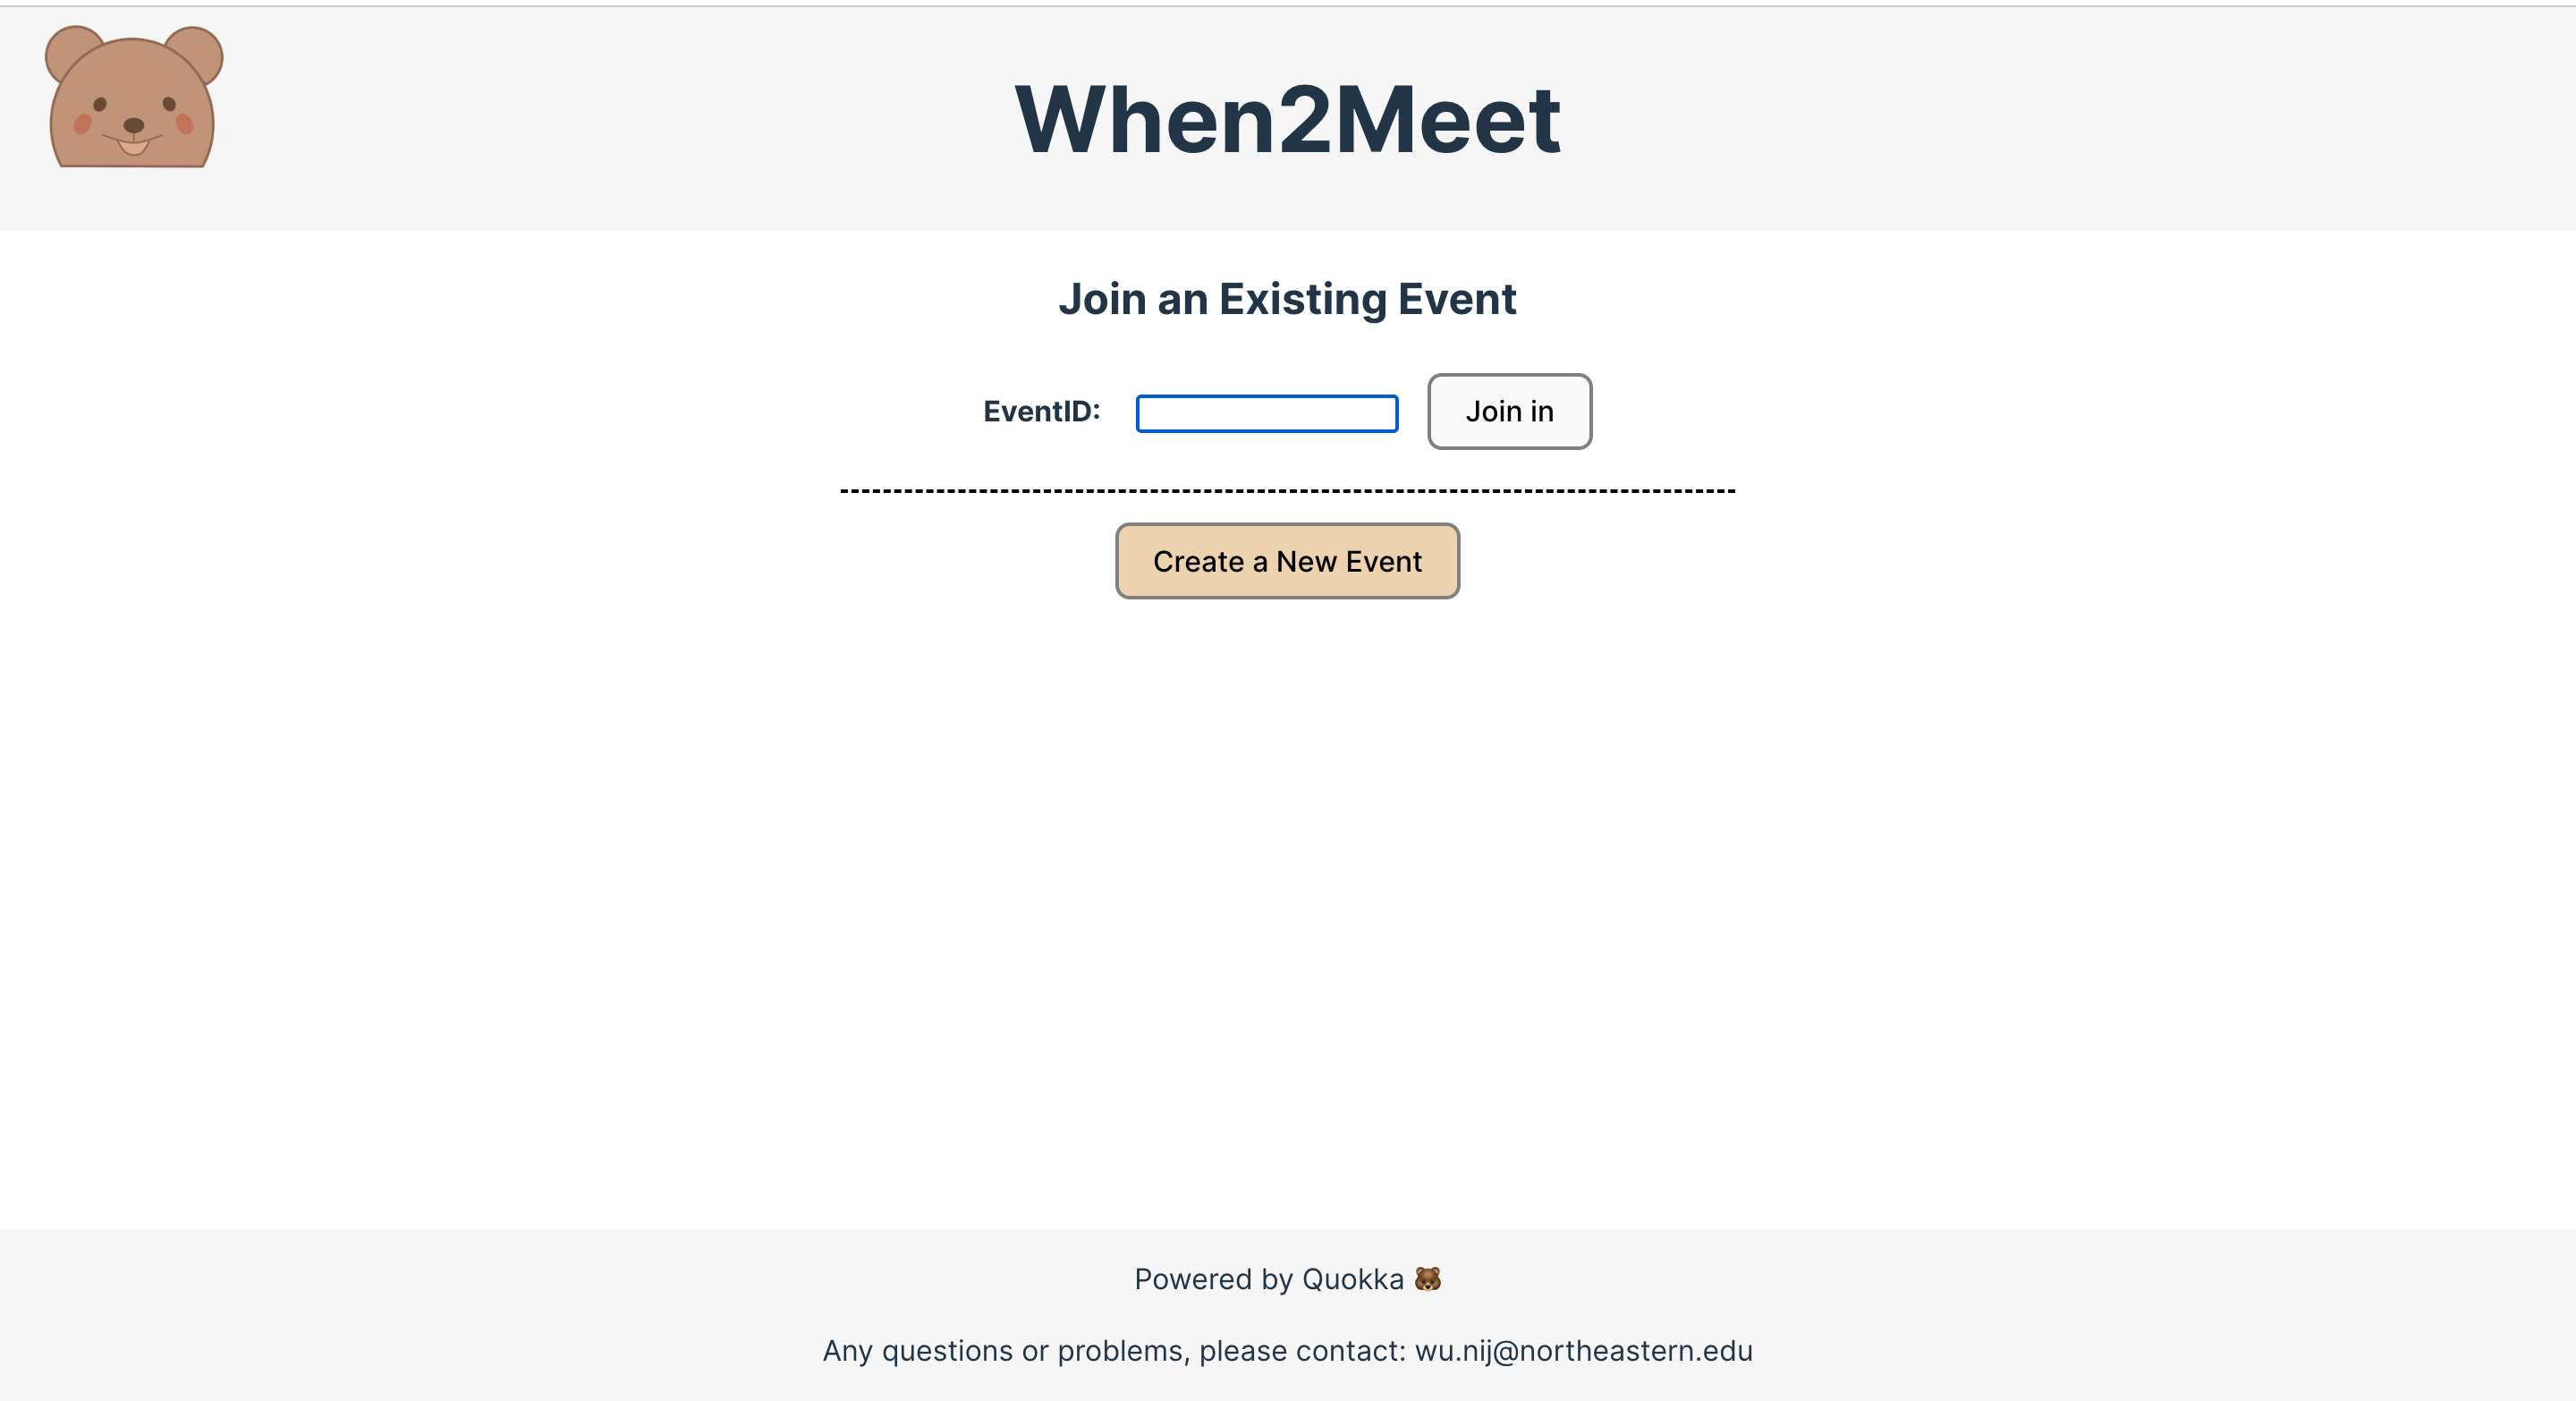 When2Meet
Join an Existing Event
EventID:
Join in
Create a New Event
Powered by Quokka 🐻
Any questions or problems, please contact: wu.nij@northeastern.edu